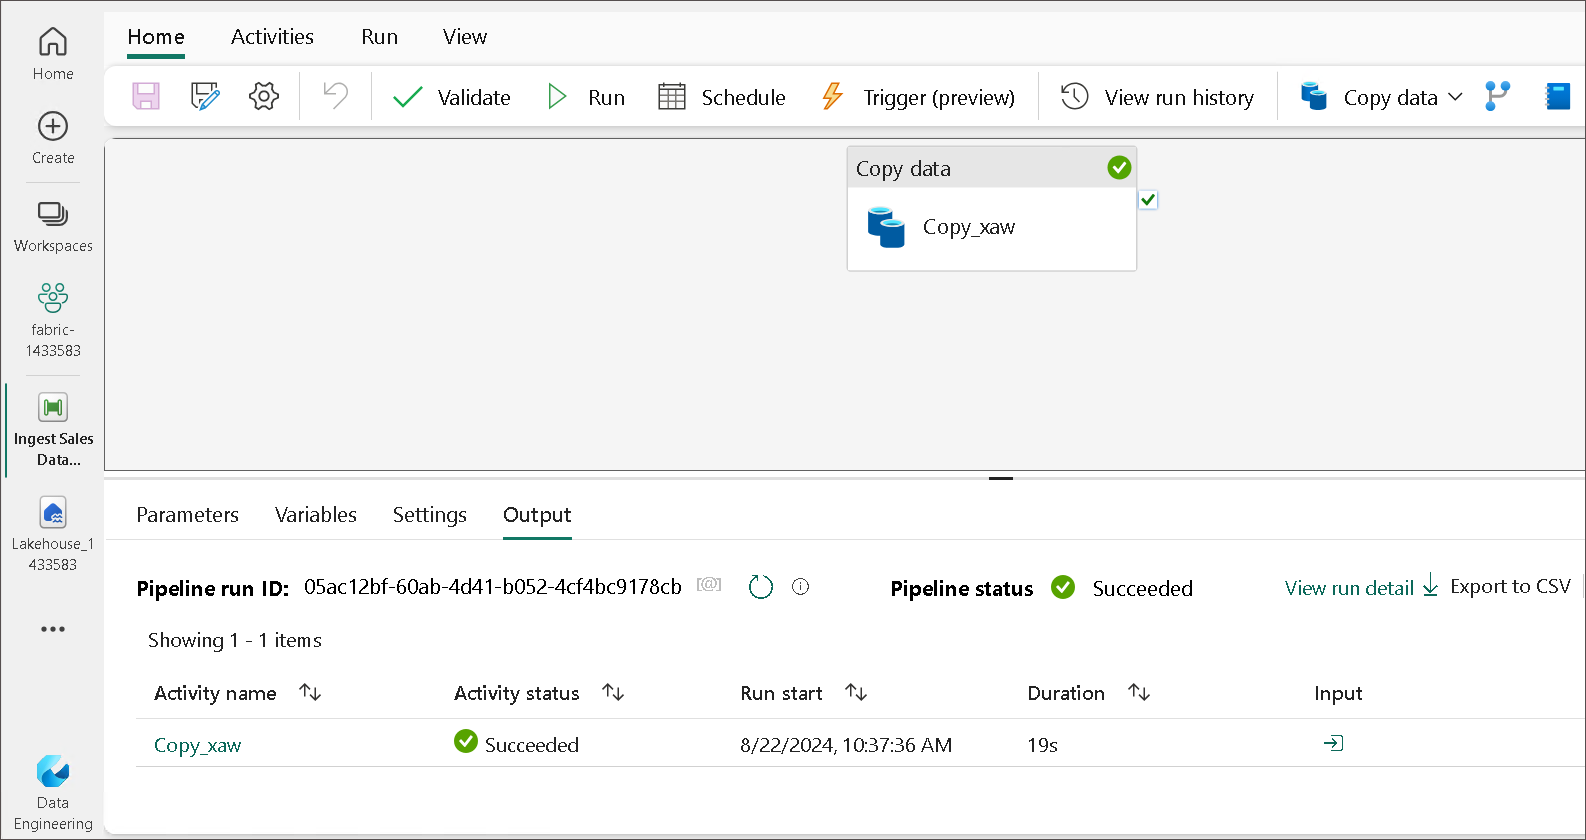 Home
Create
Workspaces
fabric-
1433583
Ingest Sales
Data...
Lakehouse_1
433583
Data
Engineering
Home Activities Run View
Validate Run Schedule Trigger (preview) View run history Copy data
Copy data
Copy_xaw
Parameters Variables Settings Output
Pipeline run ID: 05ac12bf-60ab-4d41-b052-4cf4bc9178cb [@] Pipeline status Succeeded View run detail Export to CSV
Showing 1 - 1 items
Activity name Activity status Run start Duration Input
Copy_xaw Succeeded 8/22/2024, 10:37:36 AM 19s